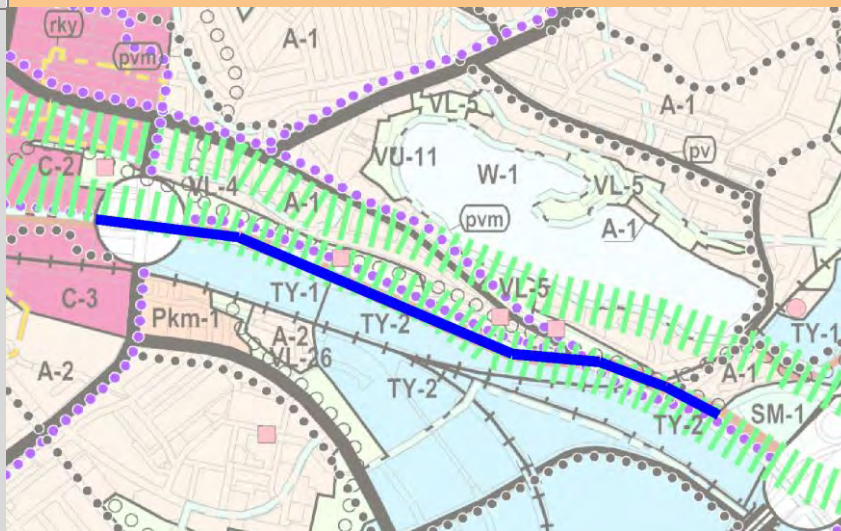 rky
A-1
pvm
VL-5
A-1
VU-11
W-1
pv
C-2
VL-4
VL-5
A-1
pvm
A-1
VL-5
C-3
TY-1
Pkm-1
A-2
TY-2
TY-1
VL-26
A-2
TY-2
A-1
SM-1
TY-2